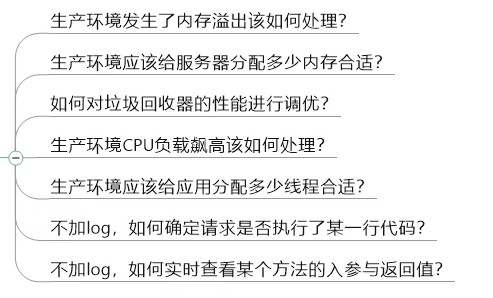 生产环境发生了内存溢出该如何处理？
生产环境应该给服务器分配多少内存合适？
如何对垃圾回收器的性能进行调优？
生产环境CPU负载飙高该如何处理？
生产环境应该给应用分配多少线程合适？
不加log，如何确定请求是否执行了某一行代码？
不加log，如何实时查看某个方法的入参与返回值？